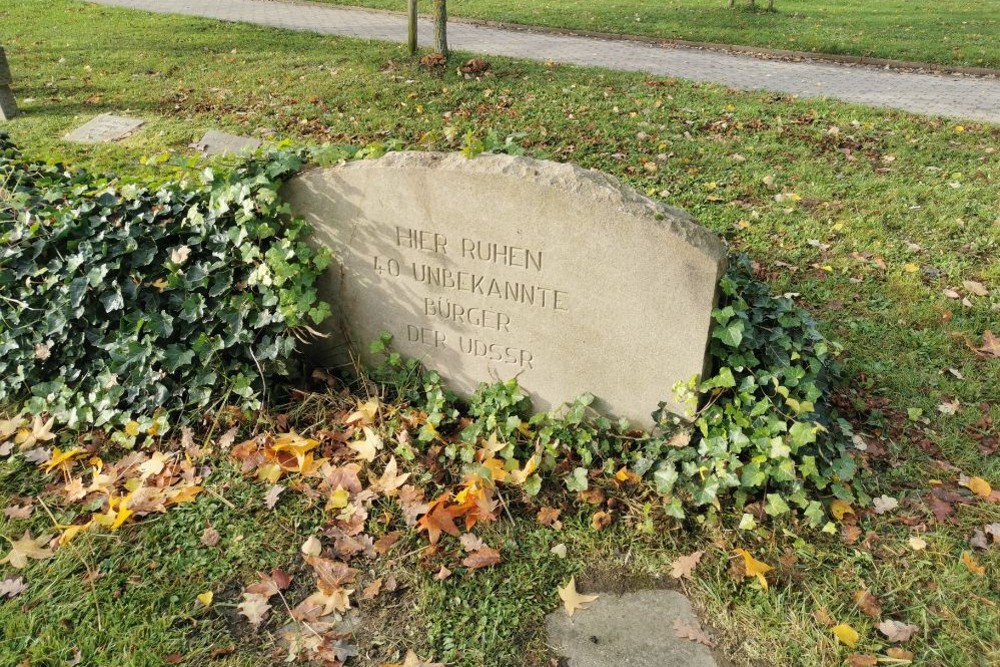 HIER RUHEN
40 UNBEKANNTE
BÜRGER
DER UDSSR